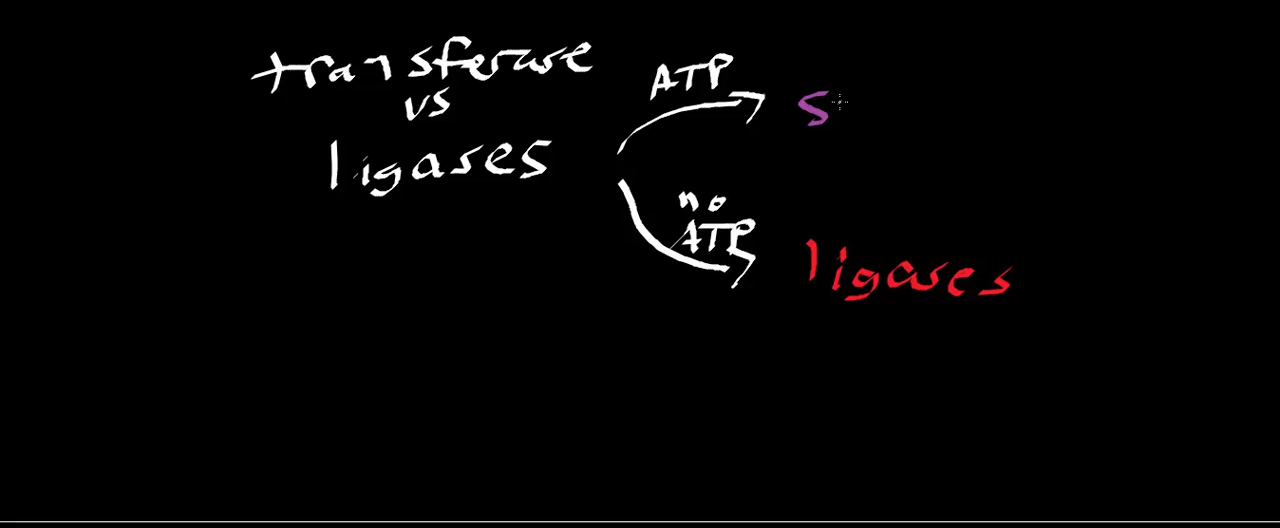 transferase
vs
ligases
ATP
S
no
ATP
ligases